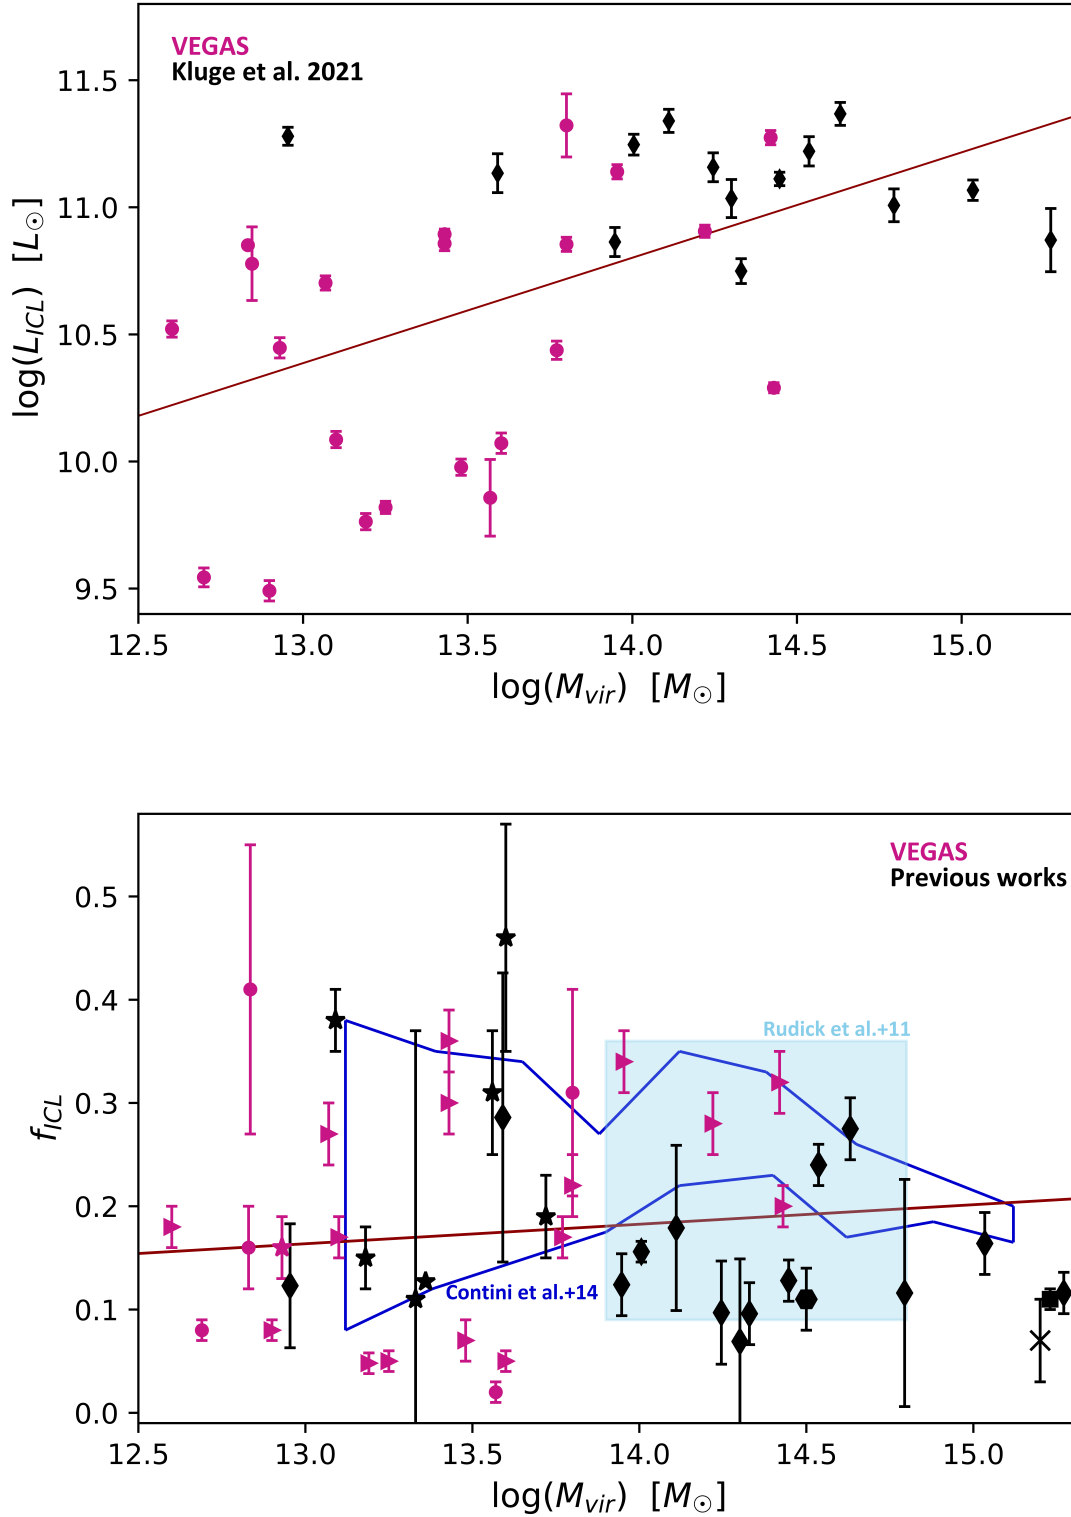 VEGAS
Kluge et al. 2021
11.5
11.0
10.5
10.0
9.5
log(L_ICL) [L⊙]
12.5 13.0 13.5 14.0 14.5 15.0
log(M_vir) [M⊙]
VEGAS
Previous works
Rudick et al.+11
Contini et al.+14
0.5
0.4
0.3
0.2
0.1
0.0
f_ICL
12.5 13.0 13.5 14.0 14.5 15.0
log(M_vir) [M⊙]